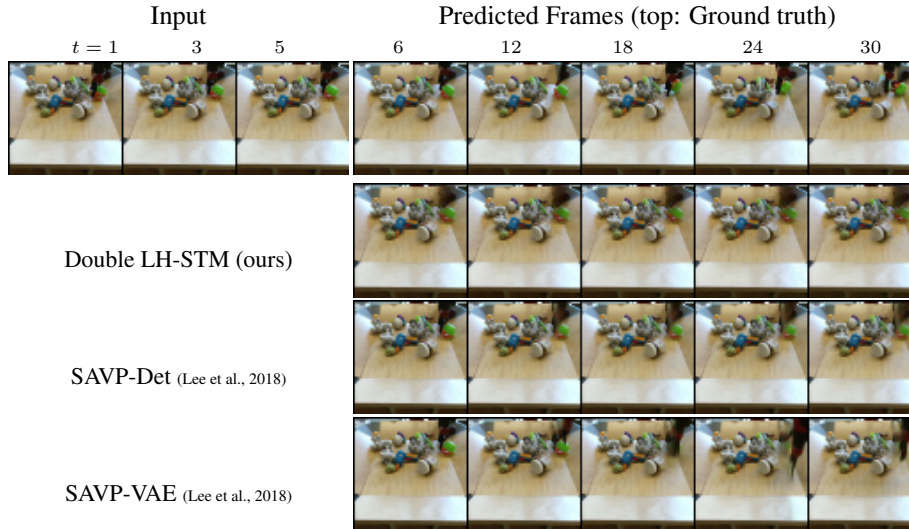 Input Predicted Frames (top: Ground truth)
t = 1 3 5 6 12 18 24 30
Double LH-STM (ours)
SAVP-Det (Lee et al., 2018)
SAVP-VAE (Lee et al., 2018)